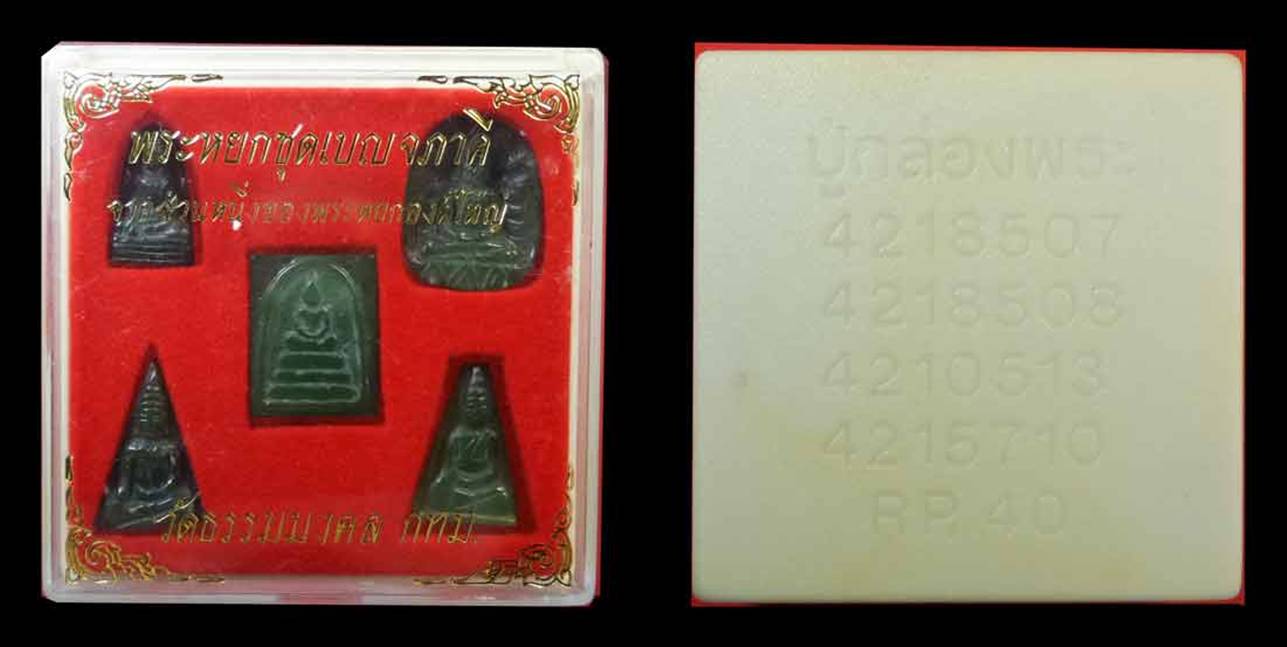 พระหยกชุดเบญจภาคี
จากส่วนหนึ่งของพระหยกองค์ใหญ่
วัดธรรมมงคล กทม.
ปู่กล่องพระ
4218507
4218508
4210513
4215710
RP. 40